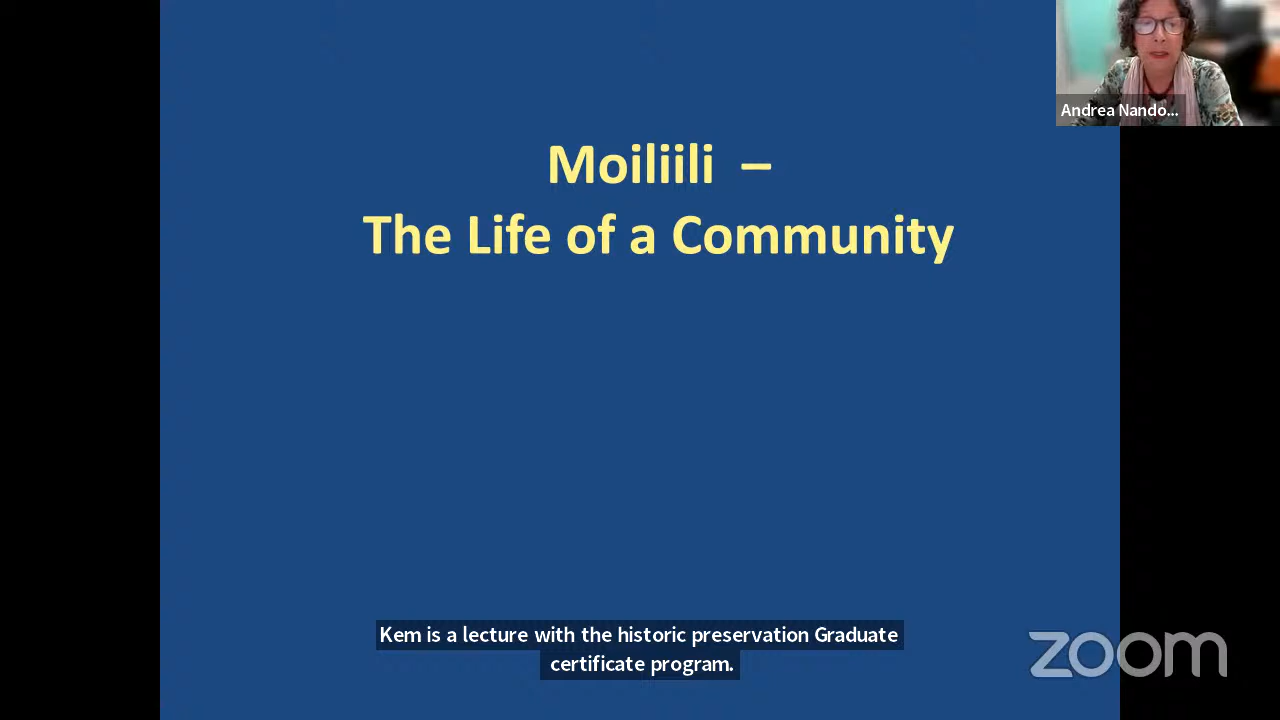 Moiliili –
The Life of a Community
Andrea Nando...
Kem is a lecture with the historic preservation Graduate
certificate program.
zoom